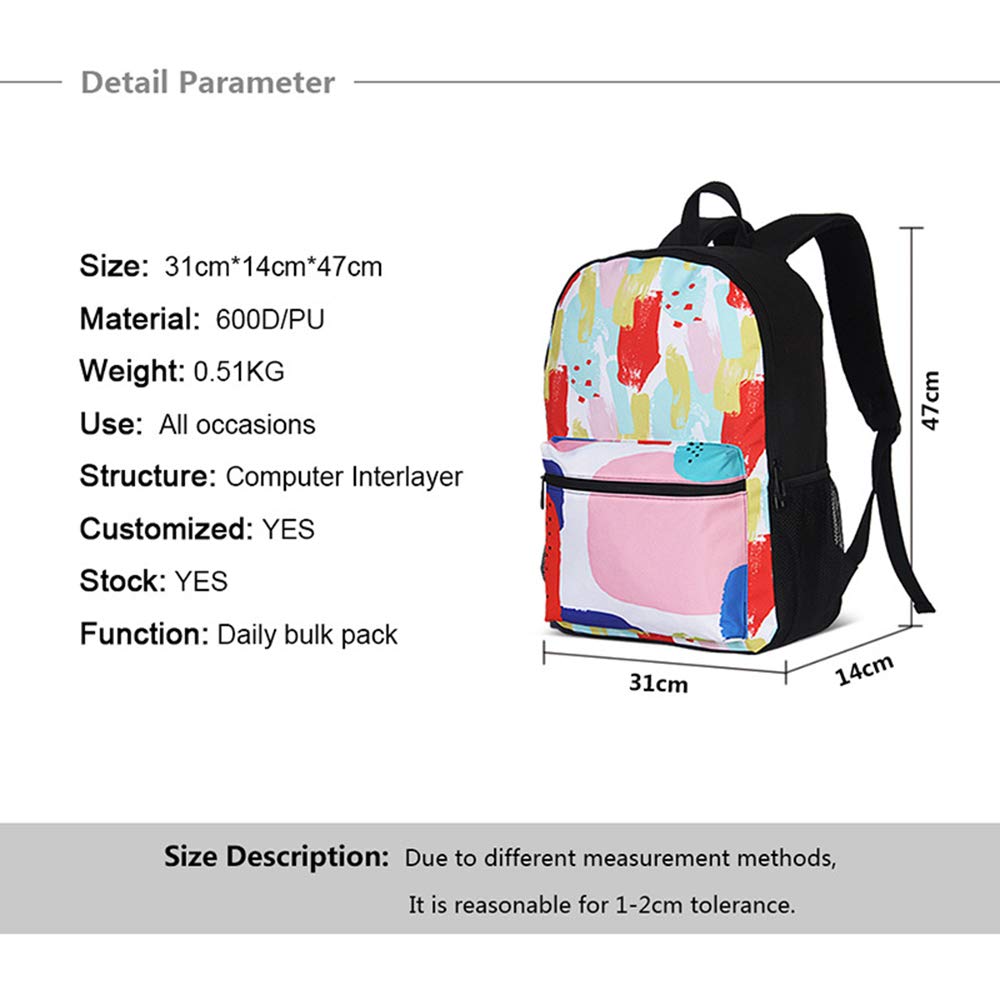 Detail Parameter
Size: 31cm*14cm*47cm
Material: 600D/PU
Weight: 0.51KG
Use: All occasions
Structure: Computer Interlayer
Customized: YES
Stock: YES
Function: Daily bulk pack
47cm
14cm
31cm
Size Description: Due to different measurement methods,
It is reasonable for 1-2cm tolerance.